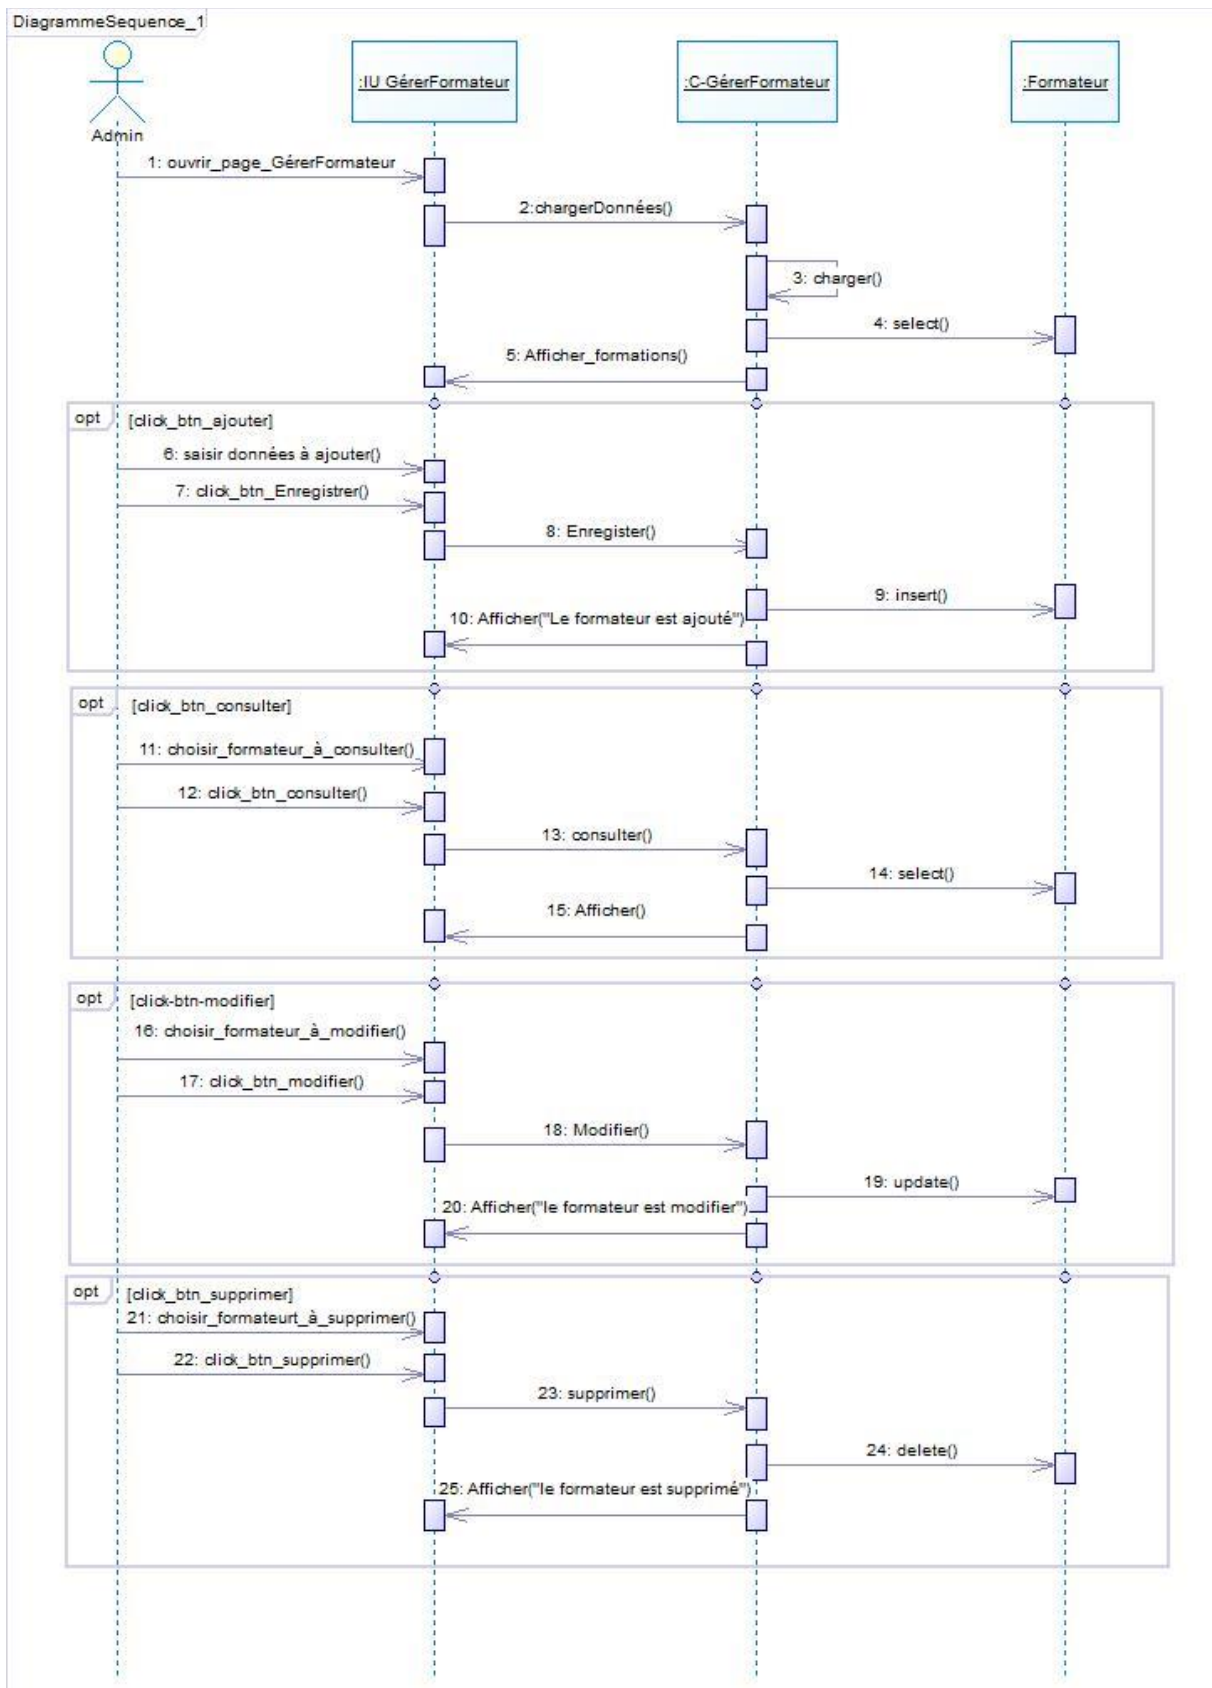 DiagrammeSequence_1
:IU GérerFormateur
:C-GérerFormateur
:Formateur
Admin
1: ouvrir_page_GérerFormateur
2:chargerDonnées()
3: charger()
4: select()
5: Afficher_formations()
opt
[click_btn_ajouter]
6: saisir données à ajouter()
7: click_btn_Enregistrer()
8: Enregister()
9: insert()
10: Afficher("Le formateur est ajouté")
opt
[click_btn_consulter]
11: choisir_formateur_à_consulter()
12: click_btn_consulter()
13: consulter()
14: select()
15: Afficher()
opt
[click-btn-modifier]
16: choisir_formateur_à_modifier()
17: click_btn_modifier()
18: Modifier()
19: update()
20: Afficher("le formateur est modifier")
opt
[click_btn_supprimer]
21: choisir_formateurt_à_supprimer()
22: click_btn_supprimer()
23: supprimer()
24: delete()
25: Afficher("le formateur est supprimé")